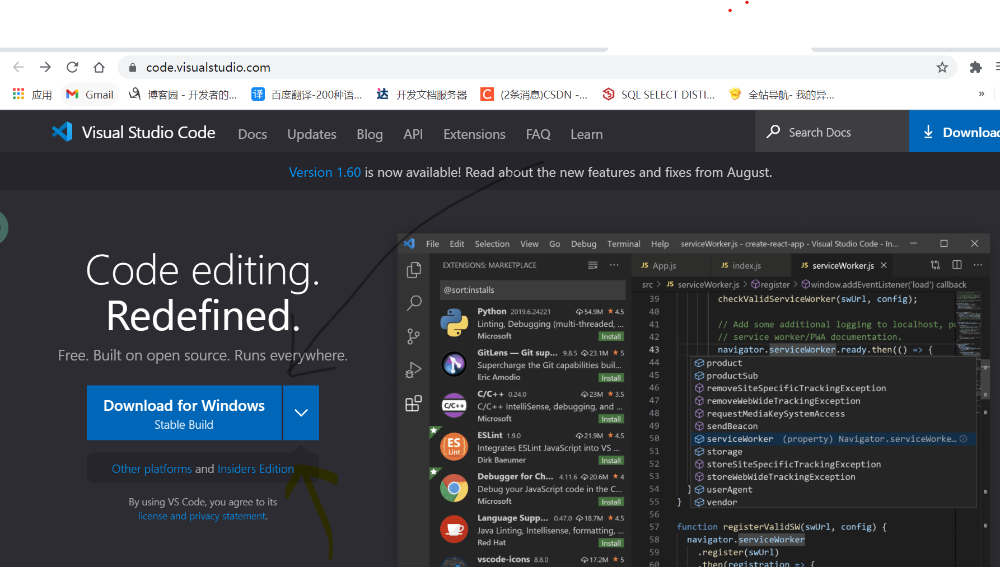 code.visualstudio.com
应用 Gmail 博客园 - 开发者的... 百度翻译-200种语... 开发文档服务器 (2条消息)CSDN -... SQL SELECT DISTI... 全站导航- 我的异... »
Visual Studio Code Docs Updates Blog API Extensions FAQ Learn Search Docs Download
Version 1.60 is now available! Read about the new features and fixes from August.
Code editing.
Redefined.
Free. Built on open source. Runs everywhere.
Download for Windows
Stable Build
Other platforms and Insiders Edition
By using VS Code, you agree to its
license and privacy statement.
File Edit Selection View Go Debug Terminal Help serviceWorker.js - create-react-app - Visual Studio Code - In...
EXTENSIONS: MARKETPLACE
@sort:installs
Python 2019.6.24221 54.9M ★ 4.5
Linting, Debugging (multi-threaded, ...
Microsoft Install
GitLens — Git sup... 9.8.5 23.1M ★ 5
Supercharge the Git capabilities buil...
Eric Amodio Install
C/C++
C/C++ 0.24.0 23M ★ 3.5
C/C++ IntelliSense, debugging, and ...
Microsoft Install
ES
Lint
ESLint 1.9.0 21.9M ★ 4.5
Integrates ESLint JavaScript into VS ...
Dirk Baeumer Install
Debugger for Ch... 4.11.6 20.6M ★ 4
Debug your JavaScript code in the C...
Microsoft Install
Language Supp... 0.47.0 18.7M ★ 4.5
Java Linting, Intellisense, formatting, ...
Red Hat Install
vscode-icons 8.8.0 17.2M ★ 5
JS App.js JS index.js JS serviceWorker.js
src > JS serviceWorker.js > register > window.addEventListener('load') callback
39 checkValidServiceWorker(swUrl, config);
40
41 // Add some additional logging to localhost, po
42 // service worker/PWA documentation.
43 navigator.serviceWorker.ready.then(() => {
44 product
45 productSub
46 removeSiteSpecificTrackingException
47 removeWebWideTrackingException
48 requestMediaKeySystemAccess
49 sendBeacon
50 serviceWorker (property) Navigator.serviceWorke...
51 storage
52 storeSiteSpecificTrackingException
53 storeWebWideTrackingException
54 } userAgent
55 } vendor
56
57 function registerValidSW(swUrl, config) {
58 navigator.serviceWorker
59 .register(swUrl)
60 .then(registration => {